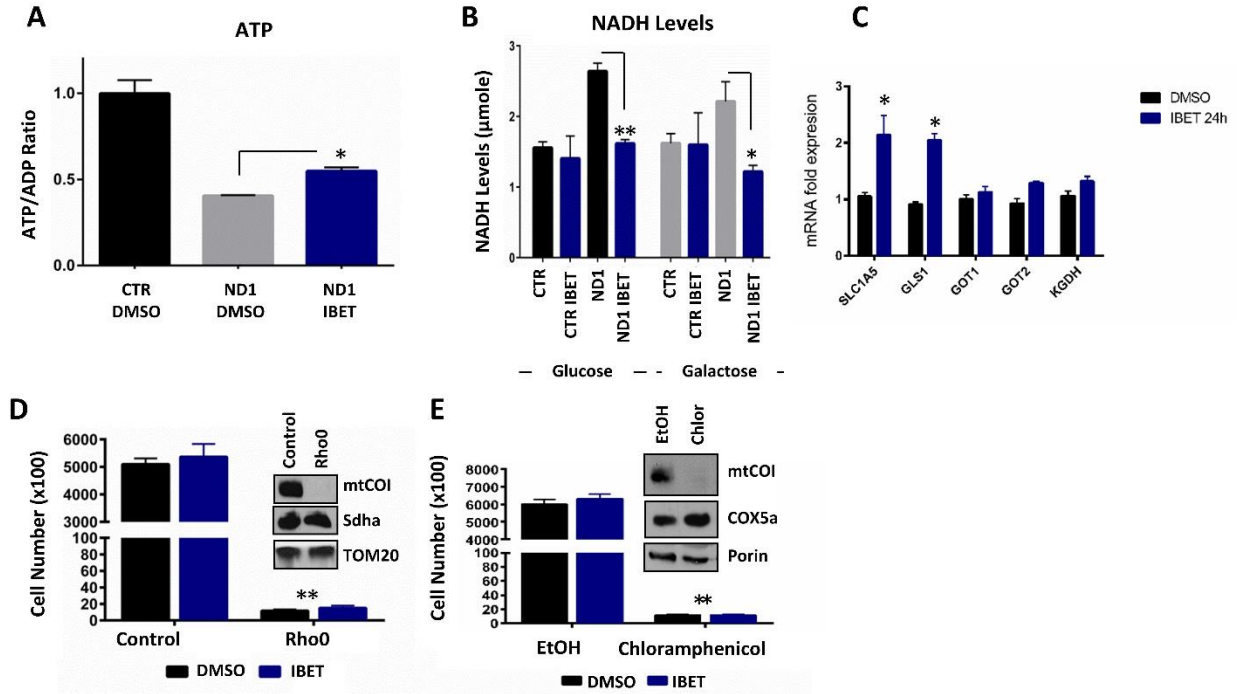 A
ATP
ATP/ADP Ratio
1.0
0.5
0.0
*
CTR
DMSO
ND1
DMSO
ND1
IBET
B
NADH Levels
NADH Levels (µmole)
3
2
1
0
**
*
CTR
CTR IBET
ND1
ND1 IBET
CTR
CTR IBET
ND1
ND1 IBET
— Glucose — - Galactose -
C
mRNA fold expresion
3
2
1
0
*
*
SLC1A5
GLS1
GOT1
GOT2
KGDH
DMSO
IBET 24h
D
Cell Number (x100)
6000
5000
4000
3000
100
80
60
40
20
0
**
Control
Rho0
Control
Rho0
mtCOI
Sdha
TOM20
DMSO
IBET
E
Cell Number (x100)
8000
7000
6000
5000
4000
100
80
60
40
20
0
**
EtOH
Chloramphenicol
EtOH
Chlor
mtCOI
COX5a
Porin
DMSO
IBET